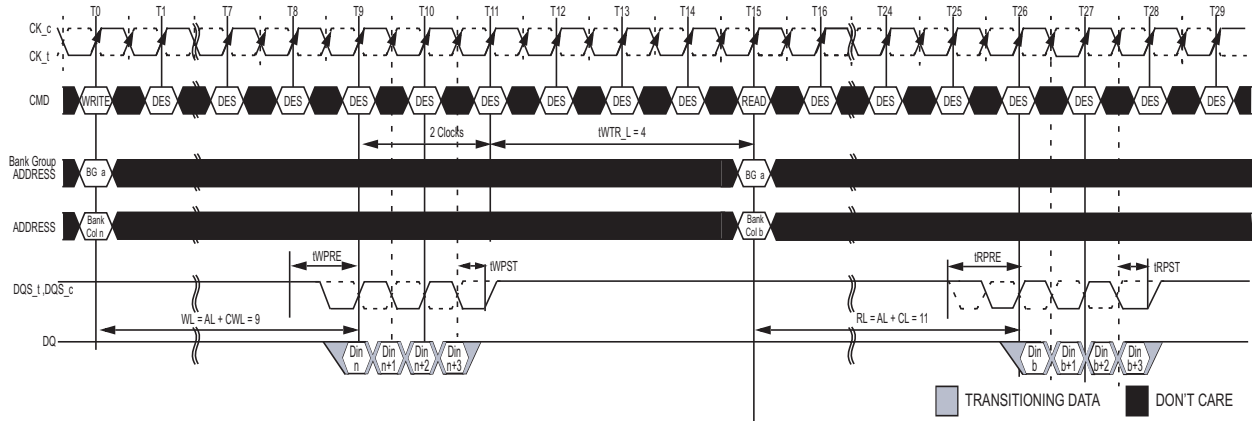 T0 T1 T7 T8 T9 T10 T11 T12 T13 T14 T15 T16 T24 T25 T26 T27 T28 T29
CK_c
CK_t
CMD WRITE DES DES DES DES DES DES DES DES DES READ DES DES DES DES DES DES DES
2 Clocks tWTR_L = 4
Bank Group
ADDRESS BG a BG a
ADDRESS Bank
Col n Bank
Col b
tWPRE tWPST tRPRE tRPST
DQS_t ,DQS_c
WL = AL + CWL = 9 RL = AL + CL = 11
DQ Din
n Din
n+1 Din
n+2 Din
n+3 Din
b Din
b+1 Din
b+2 Din
b+3
TRANSITIONING DATA DON'T CARE